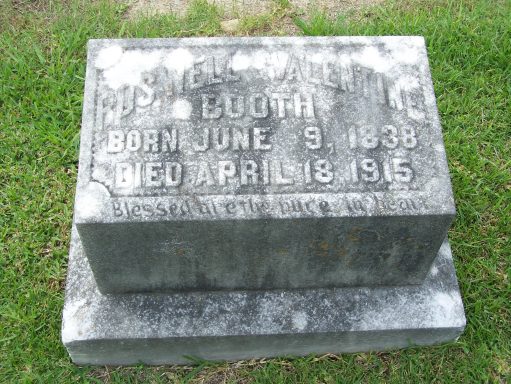 ROSWELL VALENTINE
BOOTH
BORN JUNE 9, 1838
DIED APRIL 18, 1915
Blessed are the pure in heart